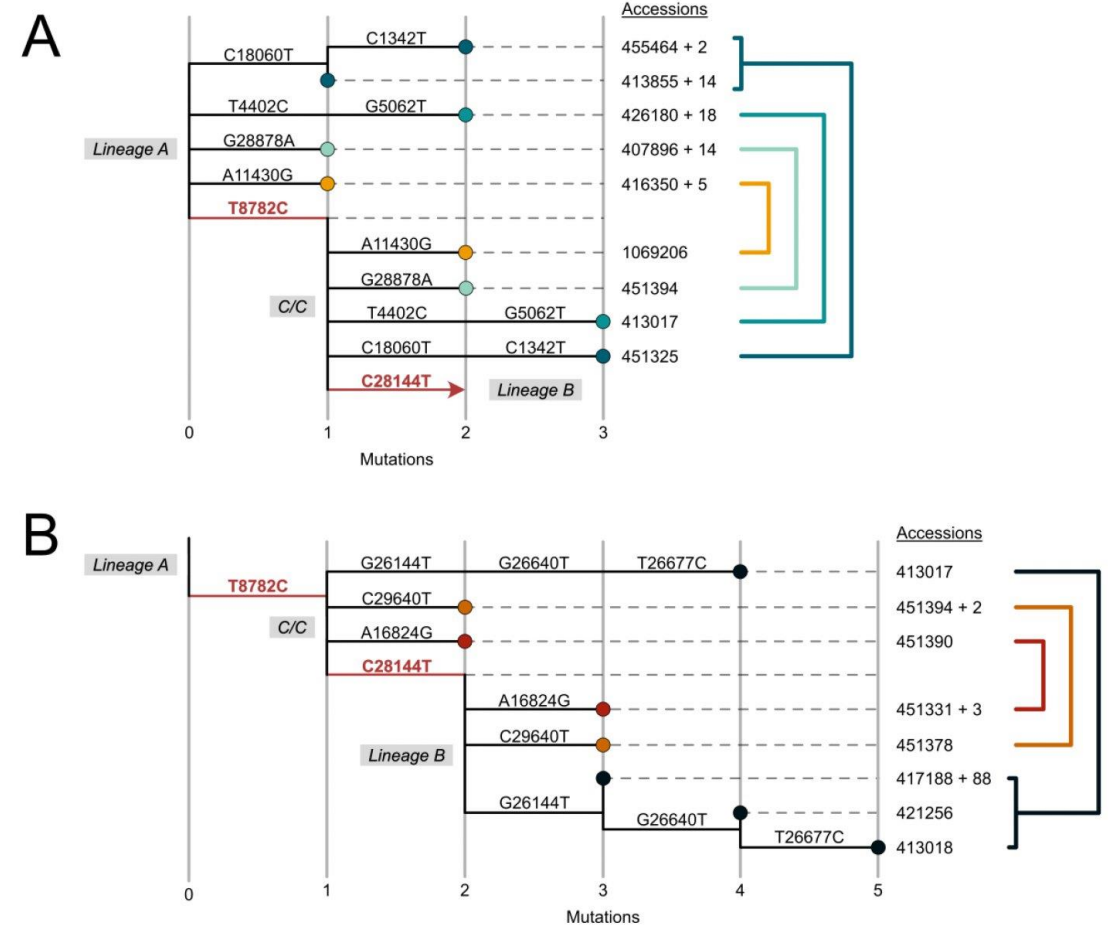 A
Accessions
C1342T
455464 + 2
C18060T
413855 + 14
T4402C G5062T
426180 + 18
Lineage A
G28878A
407896 + 14
A11430G
416350 + 5
T8782C
A11430G
1069206
G28878A
451394
C/C
T4402C G5062T
413017
C18060T C1342T
451325
C28144T
Lineage B
0 1 2 3
Mutations
B
Accessions
Lineage A
G26144T G26640T T26677C
413017
T8782C
C29640T
451394 + 2
C/C
A16824G
451390
C28144T
A16824G
451331 + 3
C29640T
451378
Lineage B
417188 + 88
G26144T
421256
G26640T
T26677C
413018
0 1 2 3 4 5
Mutations